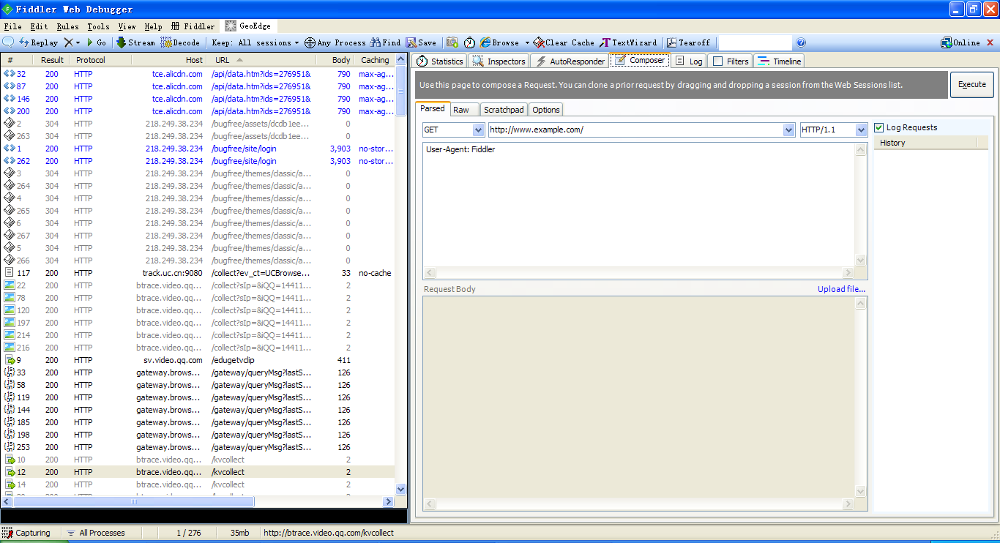 Fiddler Web Debugger
File Edit Rules Tools View Help Fiddler GeoEdge
Replay Go Stream Decode Keep: All sessions Any Process Find Save Browse Clear Cache TextWizard Tearoff Online
# Result Protocol Host URL Body Caching
32 200 HTTP tce.alicdn.com /api/data.htm?ids=276951& 790 max-ag...
87 200 HTTP tce.alicdn.com /api/data.htm?ids=276951& 790 max-ag...
146 200 HTTP tce.alicdn.com /api/data.htm?ids=276951& 790 max-ag...
200 200 HTTP tce.alicdn.com /api/data.htm?ids=276951& 790 max-ag...
2 304 HTTP 218.249.38.234 /bugfree/assets/dcdb1ee... 0
263 304 HTTP 218.249.38.234 /bugfree/assets/dcdb1ee... 0
1 200 HTTP 218.249.38.234 /bugfree/site/login 3,903 no-stor...
262 200 HTTP 218.249.38.234 /bugfree/site/login 3,903 no-stor...
3 304 HTTP 218.249.38.234 /bugfree/themes/classic/a... 0
264 304 HTTP 218.249.38.234 /bugfree/themes/classic/a... 0
4 304 HTTP 218.249.38.234 /bugfree/themes/classic/a... 0
265 304 HTTP 218.249.38.234 /bugfree/themes/classic/a... 0
6 304 HTTP 218.249.38.234 /bugfree/themes/classic/a... 0
267 304 HTTP 218.249.38.234 /bugfree/themes/classic/a... 0
5 304 HTTP 218.249.38.234 /bugfree/themes/classic/a... 0
266 304 HTTP 218.249.38.234 /bugfree/themes/classic/a... 0
117 200 HTTP track.uc.cn:9080 /collect?ev_ct=UCBrowse... 33 no-cache
22 200 HTTP btrace.video.qq... /collect?sIp=&iQQ=14411... 2
78 200 HTTP btrace.video.qq... /collect?sIp=&iQQ=14411... 2
120 200 HTTP btrace.video.qq... /collect?sIp=&iQQ=14411... 2
197 200 HTTP btrace.video.qq... /collect?sIp=&iQQ=14411... 2
214 200 HTTP btrace.video.qq... /collect?sIp=&iQQ=14411... 2
216 200 HTTP btrace.video.qq... /collect?sIp=&iQQ=14411... 2
9 200 HTTP sv.video.qq.com /edugetvclip 411
33 200 HTTP gateway.brows... /gateway/queryMsg?lastS... 126
58 200 HTTP gateway.brows... /gateway/queryMsg?lastS... 126
119 200 HTTP gateway.brows... /gateway/queryMsg?lastS... 126
144 200 HTTP gateway.brows... /gateway/queryMsg?lastS... 126
185 200 HTTP gateway.brows... /gateway/queryMsg?lastS... 126
198 200 HTTP gateway.brows... /gateway/queryMsg?lastS... 126
253 200 HTTP gateway.brows... /gateway/queryMsg?lastS... 126
10 200 HTTP btrace.video.qq... /kvcollect 2
12 200 HTTP btrace.video.qq... /kvcollect 2
14 200 HTTP btrace.video.qq... /kvcollect 2
Statistics Inspectors AutoResponder Composer Log Filters Timeline
Use this page to compose a Request. You can clone a prior request by dragging and dropping a session from the Web Sessions list.
Execute
Parsed Raw Scratchpad Options
GET http://www.example.com/ HTTP/1.1
Log Requests
History
User-Agent: Fiddler
Request Body Upload file...
Capturing All Processes 1 / 276 35mb http://btrace.video.qq.com/kvcollect